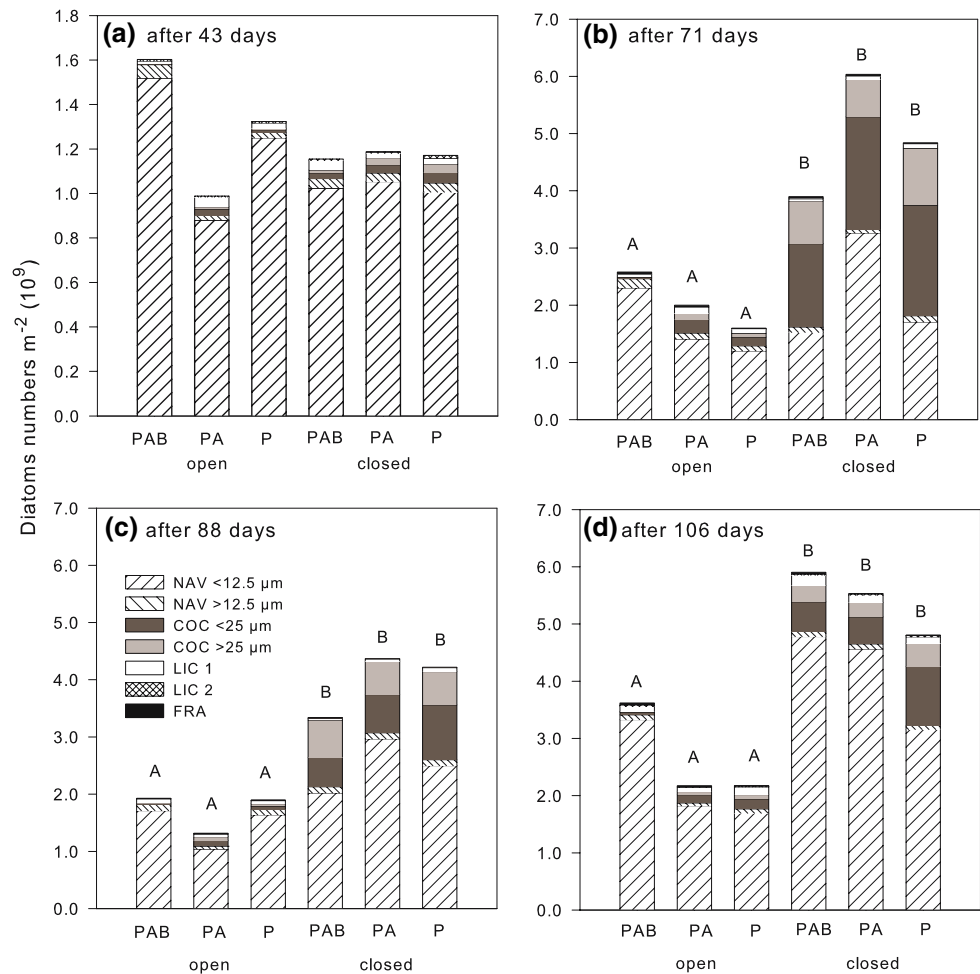 Diatoms numbers m-2 (10^9)
(a) after 43 days
1.8
1.6
1.4
1.2
1.0
0.8
0.6
0.4
0.2
0.0
PAB PA P PAB PA P
open closed
(b) after 71 days
7.0
6.0
5.0
4.0
3.0
2.0
1.0
0.0
A A A B B B
PAB PA P PAB PA P
open closed
(c) after 88 days
7.0
6.0
5.0
4.0
3.0
2.0
1.0
0.0
NAV <12.5 µm
NAV >12.5 µm
COC <25 µm
COC >25 µm
LIC 1
LIC 2
FRA
A A A B B B
PAB PA P PAB PA P
open closed
(d) after 106 days
7.0
6.0
5.0
4.0
3.0
2.0
1.0
0.0
A A A B B B
PAB PA P PAB PA P
open closed